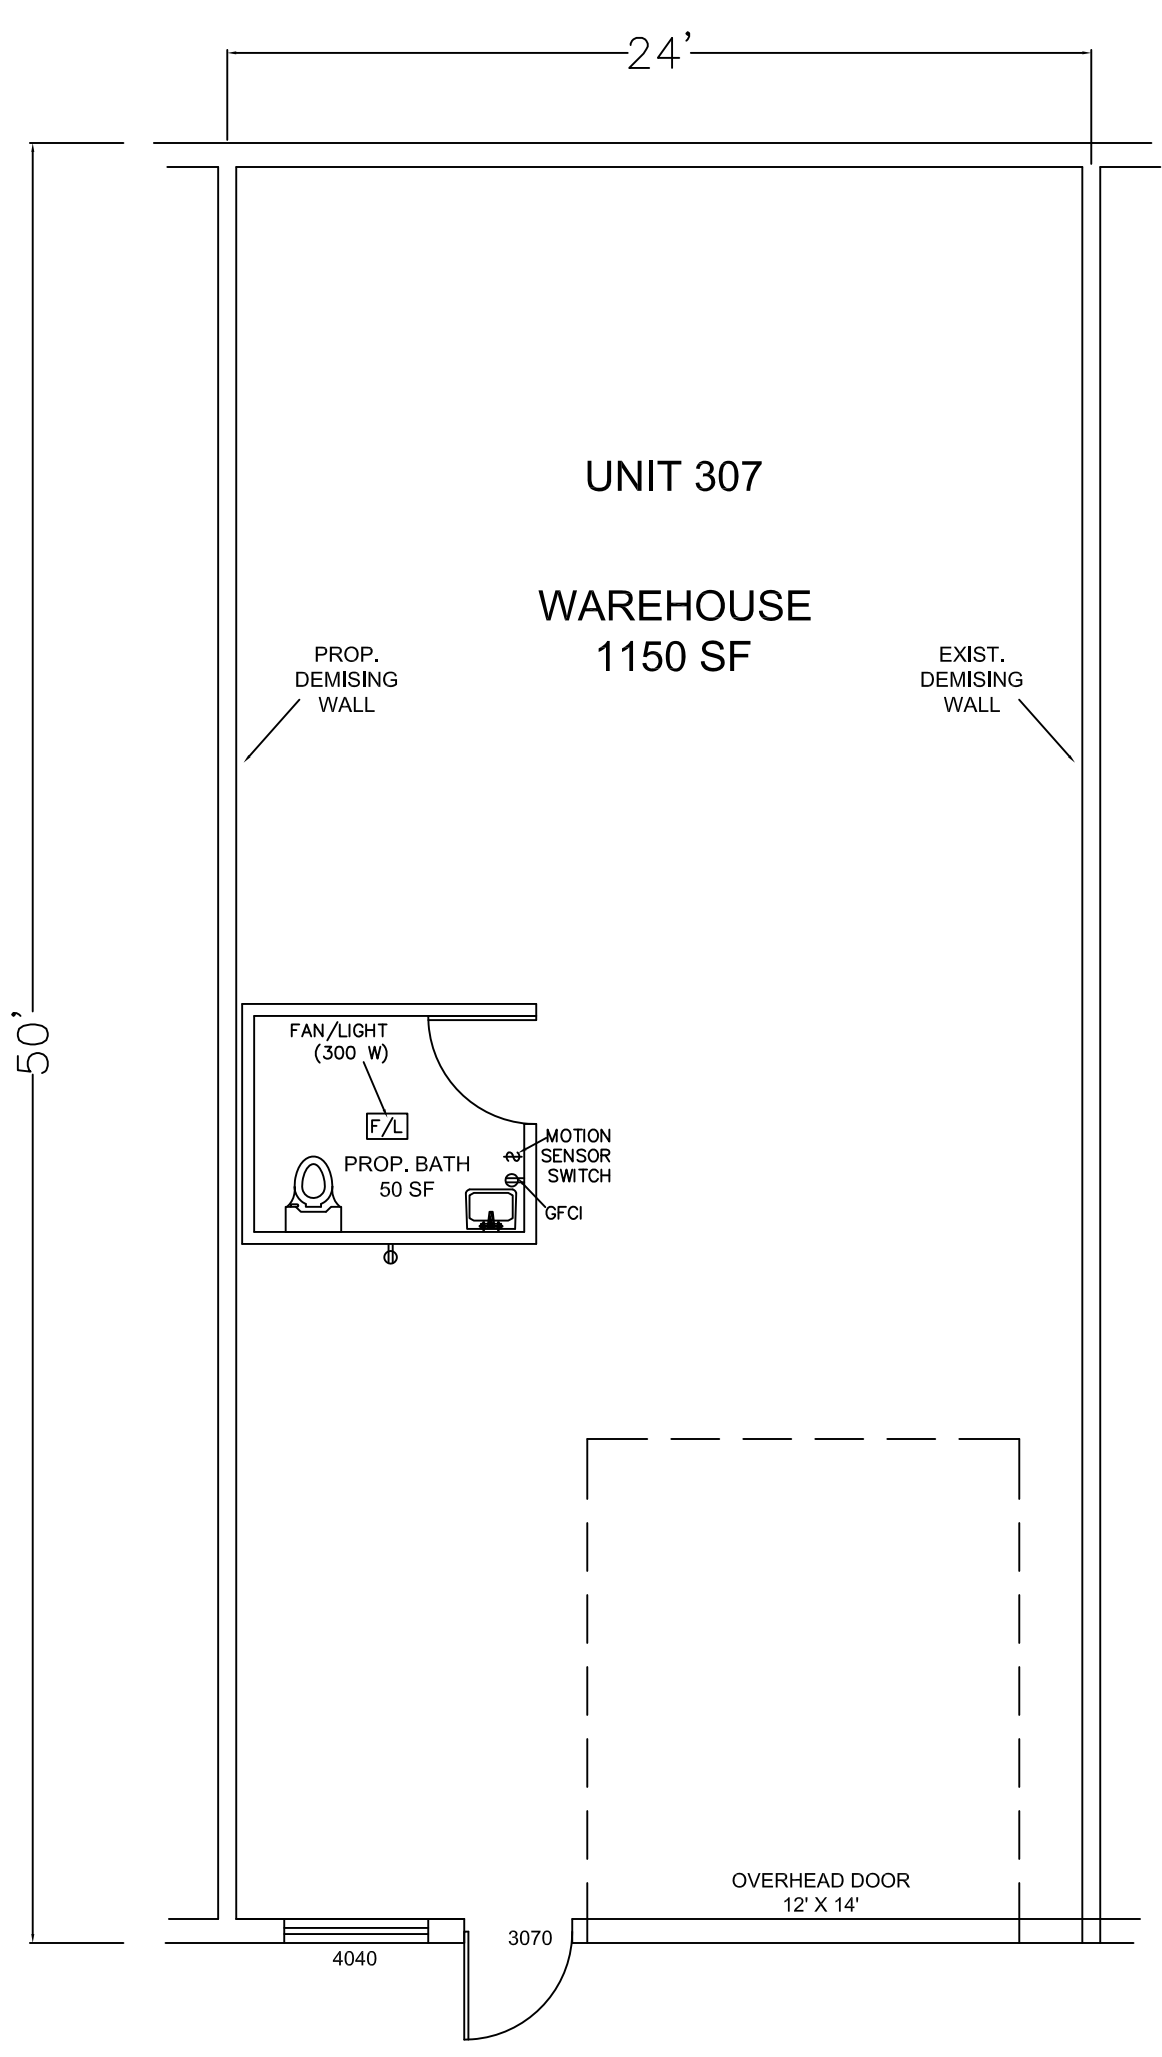 24'
UNIT 307
WAREHOUSE
1150 SF
PROP.
DEMISING
WALL
EXIST.
DEMISING
WALL
50'
FAN/LIGHT
(300 W)
F/L
MOTION
SENSOR
SWITCH
PROP. BATH
50 SF
GFCI
OVERHEAD DOOR
12' X 14'
3070
4040